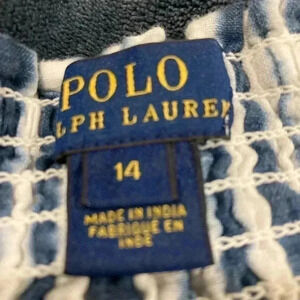 POLO
LPH LAUREN
14
MADE IN INDIA
FABRIQUE EN
INDE